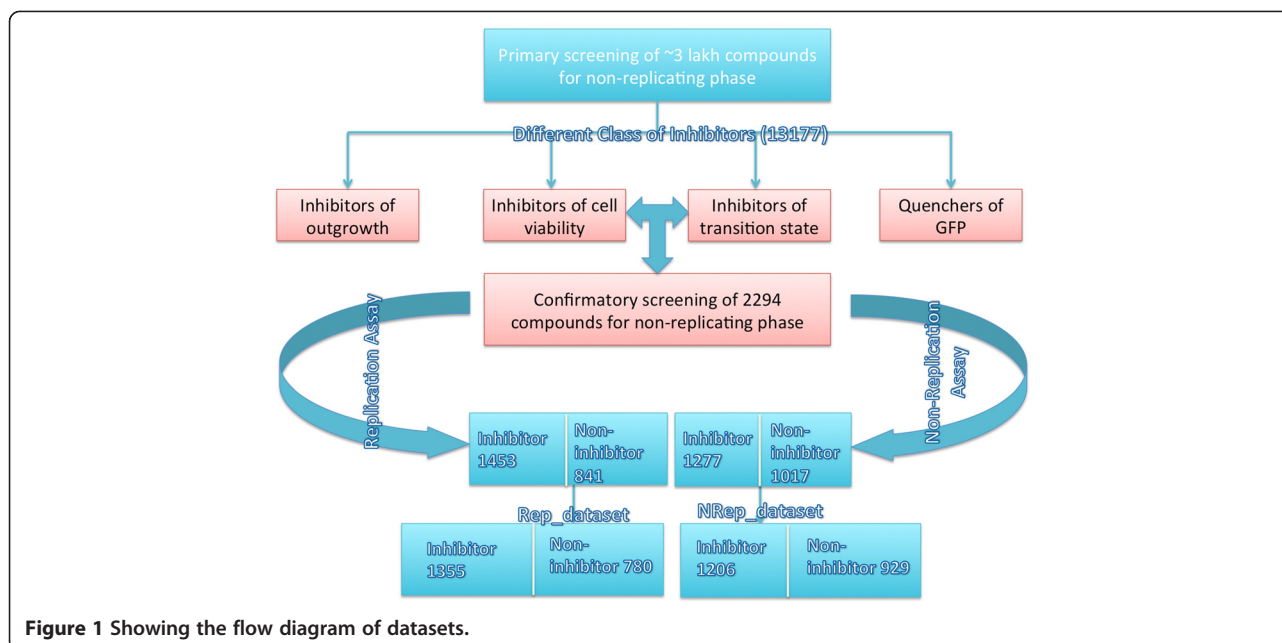 Primary screening of ~3 lakh compounds
for non-replicating phase
Different Class of Inhibitors (13177)
Inhibitors of
outgrowth
Inhibitors of cell
viability
Inhibitors of
transition state
Quenchers of
GFP
Confirmatory screening of 2294
compounds for non-replicating phase
Replication Assay
Non-Replication
Assay
Inhibitor
1453
Non-
inhibitor
841
Inhibitor
1277
Non-
inhibitor
1017
Rep_dataset
NRep_dataset
Inhibitor
1355
Non-
inhibitor 780
Inhibitor
1206
Non-
inhibitor 929
Figure 1 Showing the flow diagram of datasets.